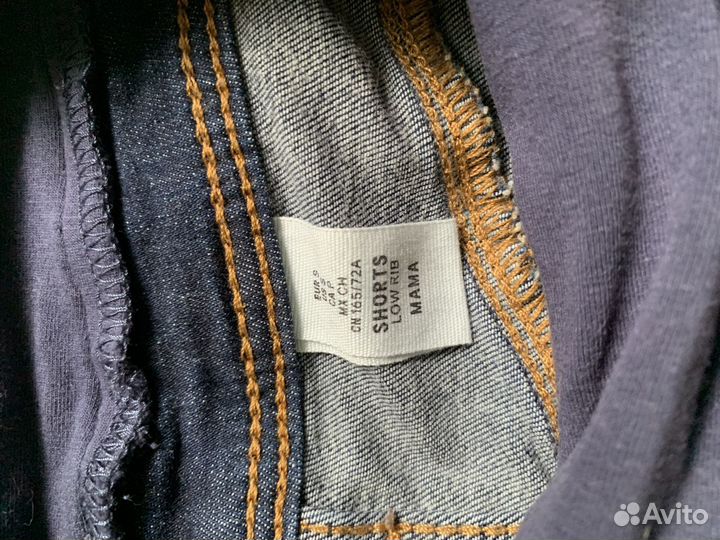 EUR S
US S
CA P
MX CH
CN 165/72A
SHORTS
LOW RIB
MAMA
Avito